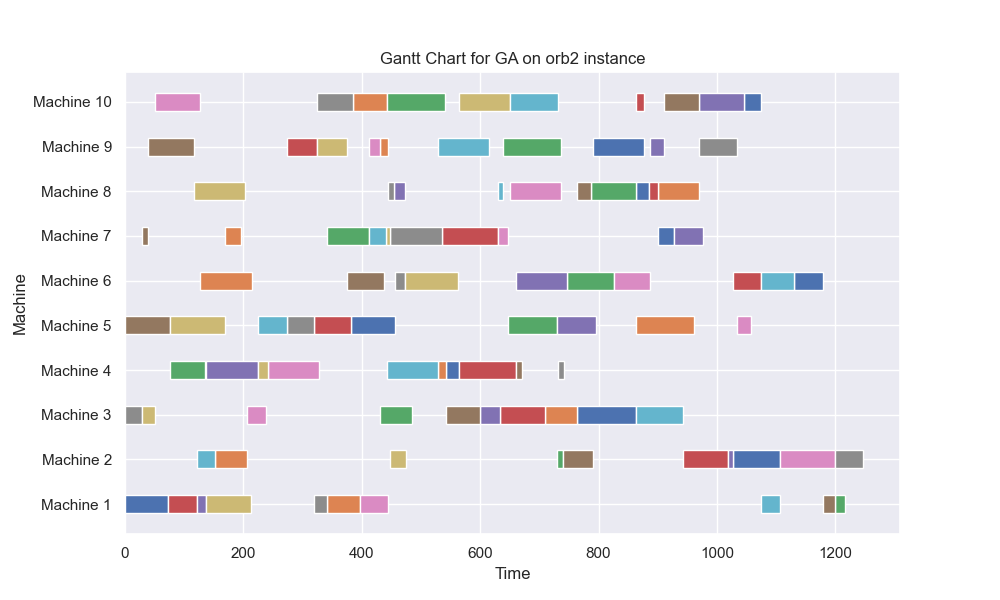 Gantt Chart for GA on orb2 instance
Machine 10
Machine 9
Machine 8
Machine 7
Machine 6
Machine 5
Machine 4
Machine 3
Machine 2
Machine 1
Machine
0 200 400 600 800 1000 1200
Time